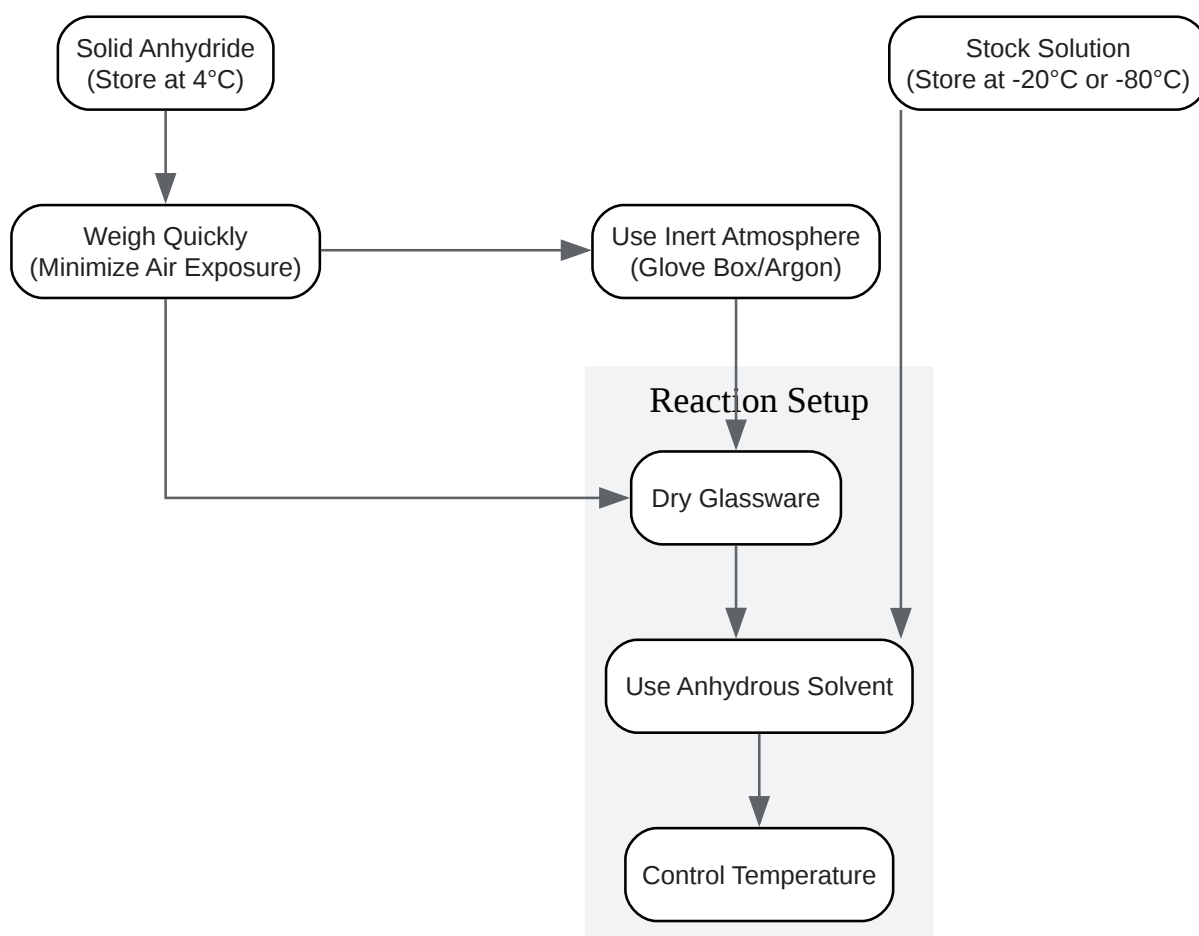 Solid Anhydride
(Store at 4°C)
Stock Solution
(Store at -20°C or -80°C)
Weigh Quickly
(Minimize Air Exposure)
Use Inert Atmosphere
(Glove Box/Argon)
Reaction Setup
Dry Glassware
Use Anhydrous Solvent
Control Temperature